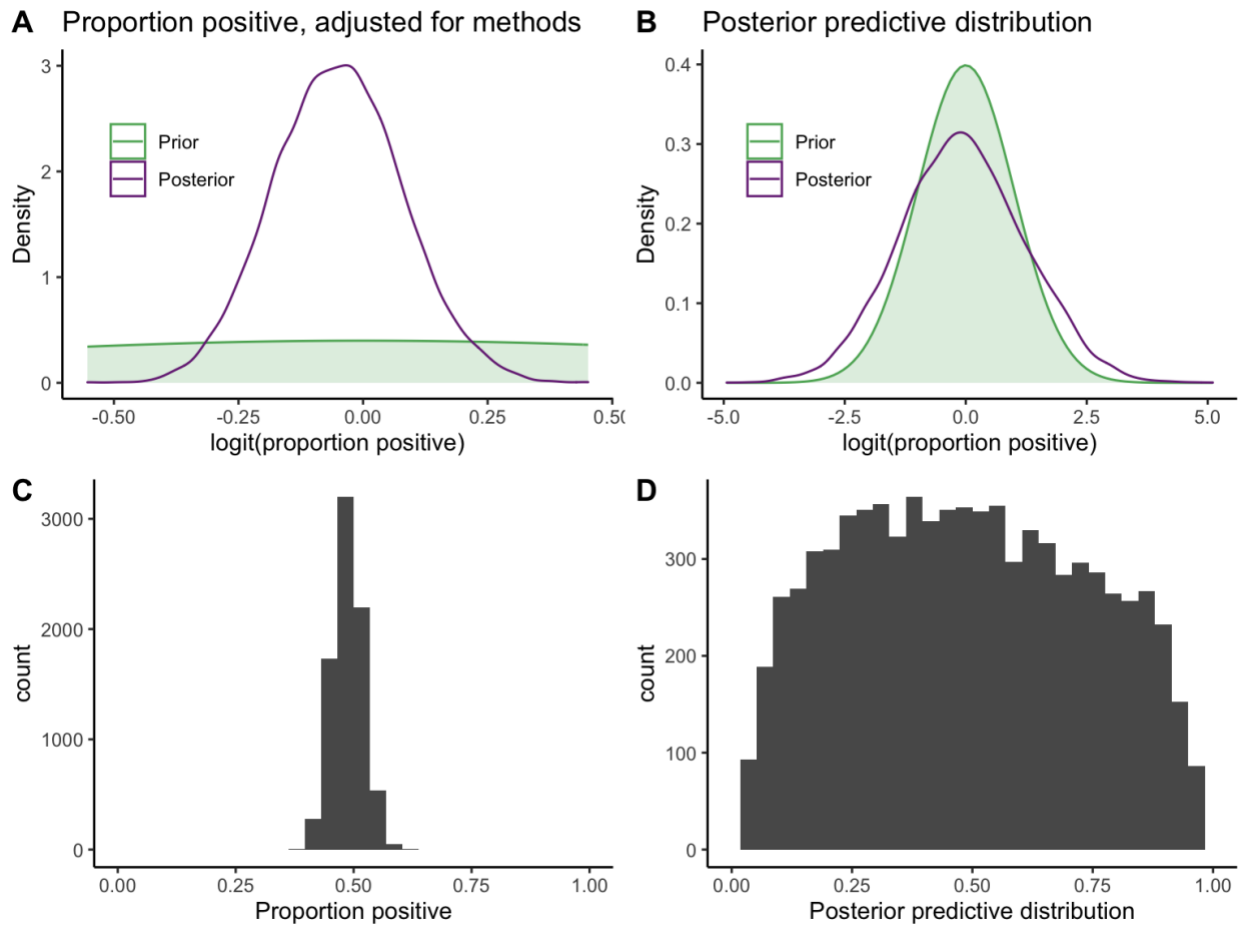 A Proportion positive, adjusted for methods
3
2
1
0
Density
Prior
Posterior
-0.50 -0.25 0.00 0.25 0.50
logit(proportion positive)
B Posterior predictive distribution
0.4
0.3
0.2
0.1
0.0
Density
Prior
Posterior
-5.0 -2.5 0.0 2.5 5.0
logit(proportion positive)
C
3000
2000
1000
0
count
0.00 0.25 0.50 0.75 1.00
Proportion positive
D
300
200
100
0
count
0.00 0.25 0.50 0.75 1.00
Posterior predictive distribution